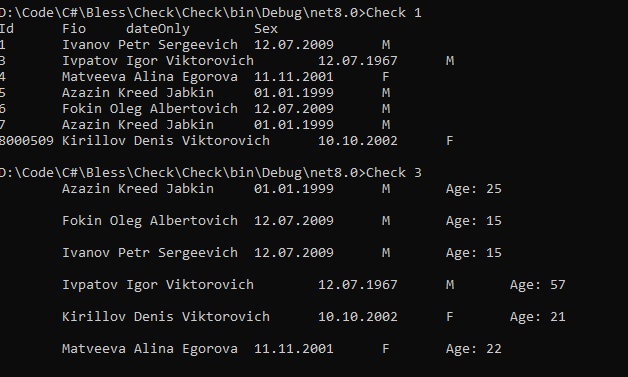 D:\Code\C#\Bless\Check\Check\bin\Debug\net8.0>Check 1
Id Fio dateOnly Sex
1 Ivanov Petr Sergeevich 12.07.2009 M
3 Ivpatov Igor Viktorovich 12.07.1967 M
4 Matveeva Alina Egorova 11.11.2001 F
5 Azazin Kreed Jabkin 01.01.1999 M
6 Fokin Oleg Albertovich 12.07.2009 M
7 Azazin Kreed Jabkin 01.01.1999 M
8000509 Kirillov Denis Viktorovich 10.10.2002 F
D:\Code\C#\Bless\Check\Check\bin\Debug\net8.0>Check 3
Azazin Kreed Jabkin 01.01.1999 M Age: 25
Fokin Oleg Albertovich 12.07.2009 M Age: 15
Ivanov Petr Sergeevich 12.07.2009 M Age: 15
Ivpatov Igor Viktorovich 12.07.1967 M Age: 57
Kirillov Denis Viktorovich 10.10.2002 F Age: 21
Matveeva Alina Egorova 11.11.2001 F Age: 22